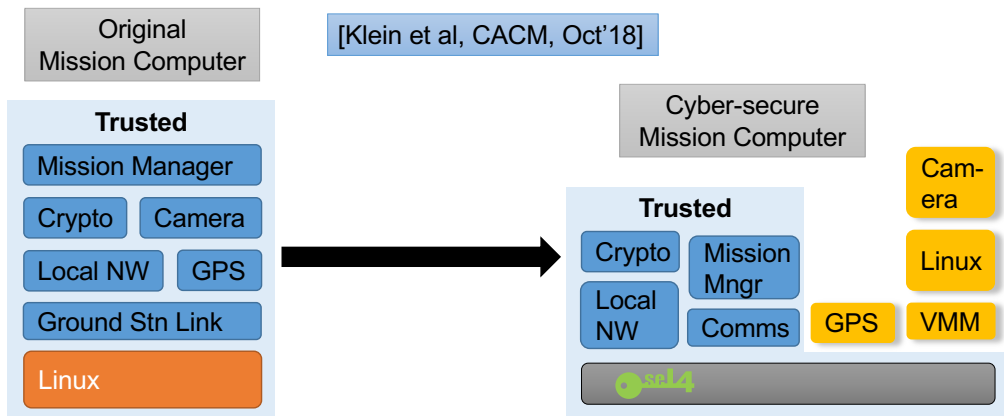 Original
Mission Computer
[Klein et al, CACM, Oct’18]
Trusted
Mission Manager
Crypto
Camera
Local NW
GPS
Ground Stn Link
Linux
Cyber-secure
Mission Computer
Trusted
Crypto
Mission
Mngr
Local
NW
Comms
GPS
Cam-
era
Linux
VMM
seL4